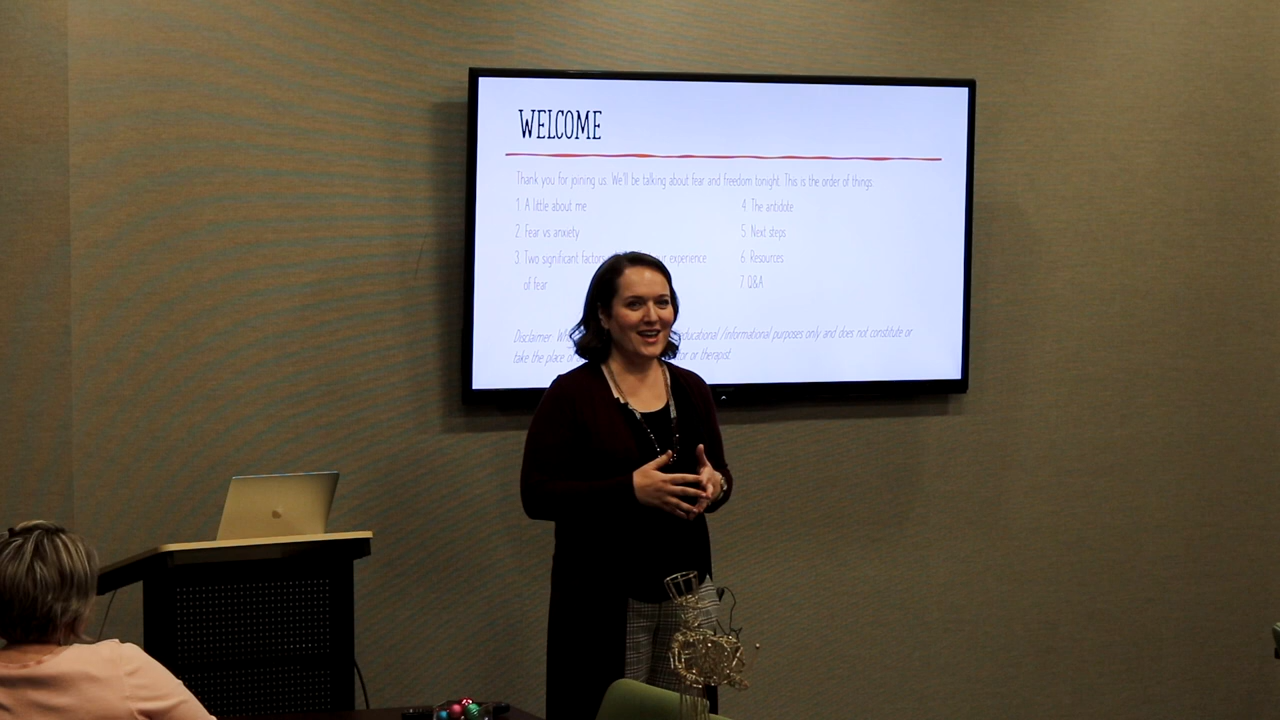 WELCOME
Thank you for joining us. We'll be talking about fear and freedom tonight. This is the order of things:
1. A little about me
2. Fear vs anxiety
3. Two significant factors experience
of fear
4. The antidote
5. Next steps
6. Resources
7. Q&A
Disclaimer: educational /informational purposes only and does not constitute or
take the place of or therapist.